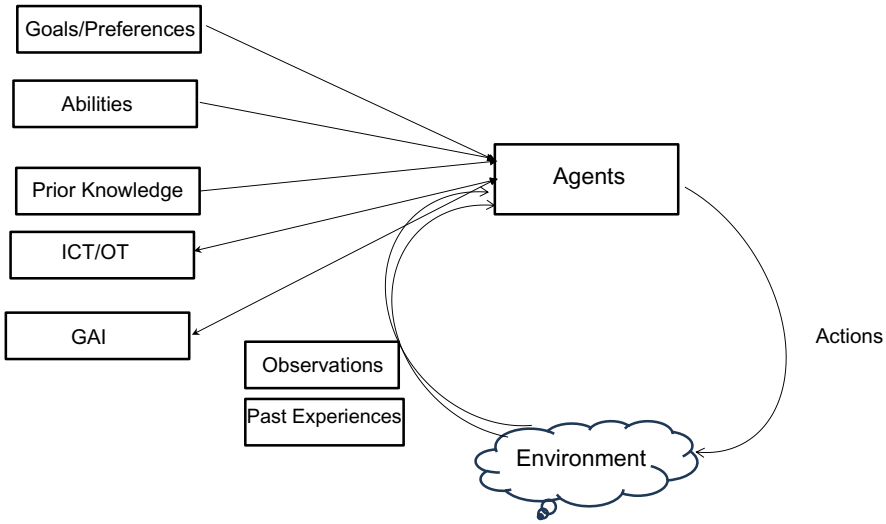 Goals/Preferences
Abilities
Prior Knowledge
ICT/OT
GAI
Agents
Observations
Past Experiences
Actions
Environment